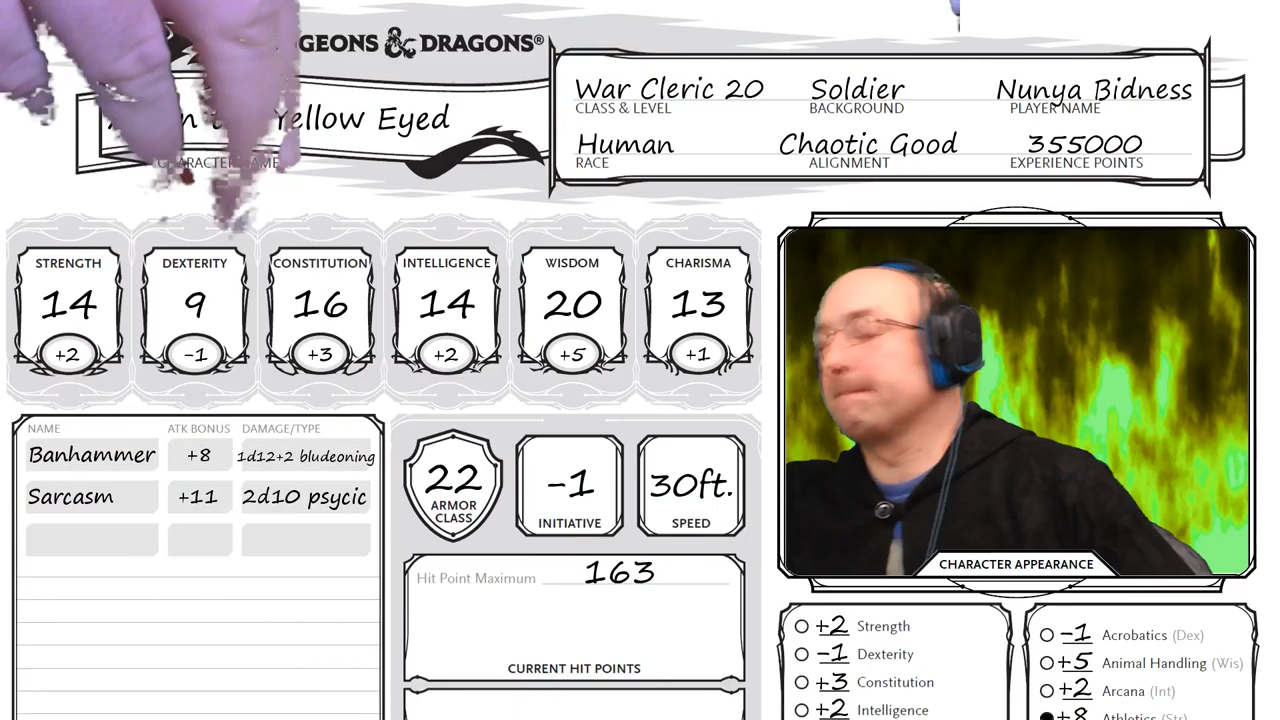 GEONS & DRAGONS®
Yellow Eyed
War Cleric 20 Soldier Nunya Bidness
CLASS & LEVEL BACKGROUND PLAYER NAME
Human Chaotic Good 355000
RACE ALIGNMENT EXPERIENCE POINTS
STRENGTH DEXTERITY CONSTITUTION INTELLIGENCE WISDOM CHARISMA
14 9 16 14 20 13
+2 -1 +3 +2 +5 +1
NAME ATK BONUS DAMAGE/TYPE
Banhammer +8 1d12+2 bludeoning
Sarcasm +11 2d10 psycic
22 -1 30ft.
ARMOR
CLASS INITIATIVE SPEED
Hit Point Maximum 163
CURRENT HIT POINTS
CHARACTER APPEARANCE
+2 Strength
-1 Dexterity
+3 Constitution
+2 Intelligence
-1 Acrobatics (Dex)
+5 Animal Handling (Wis)
+2 Arcana (Int)
+8 Athletics (Str)